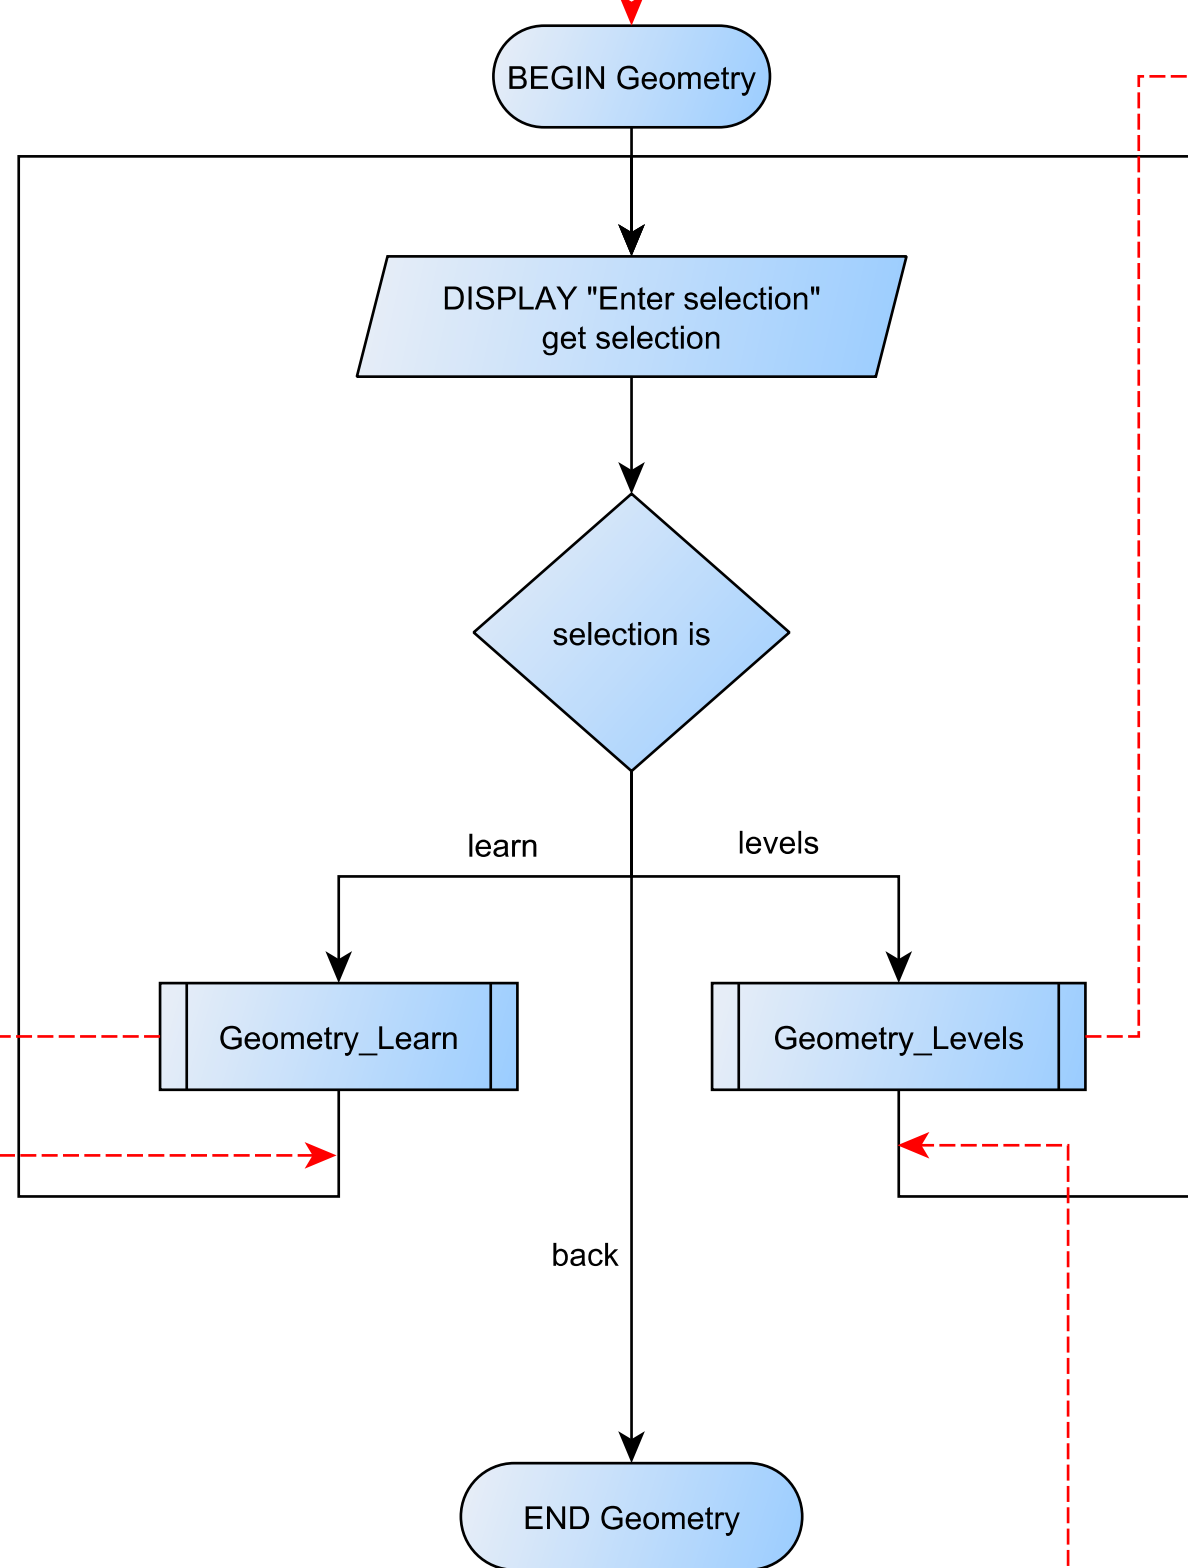 BEGIN Geometry
DISPLAY "Enter selection"
get selection
selection is
learn
levels
Geometry_Learn
Geometry_Levels
back
END Geometry